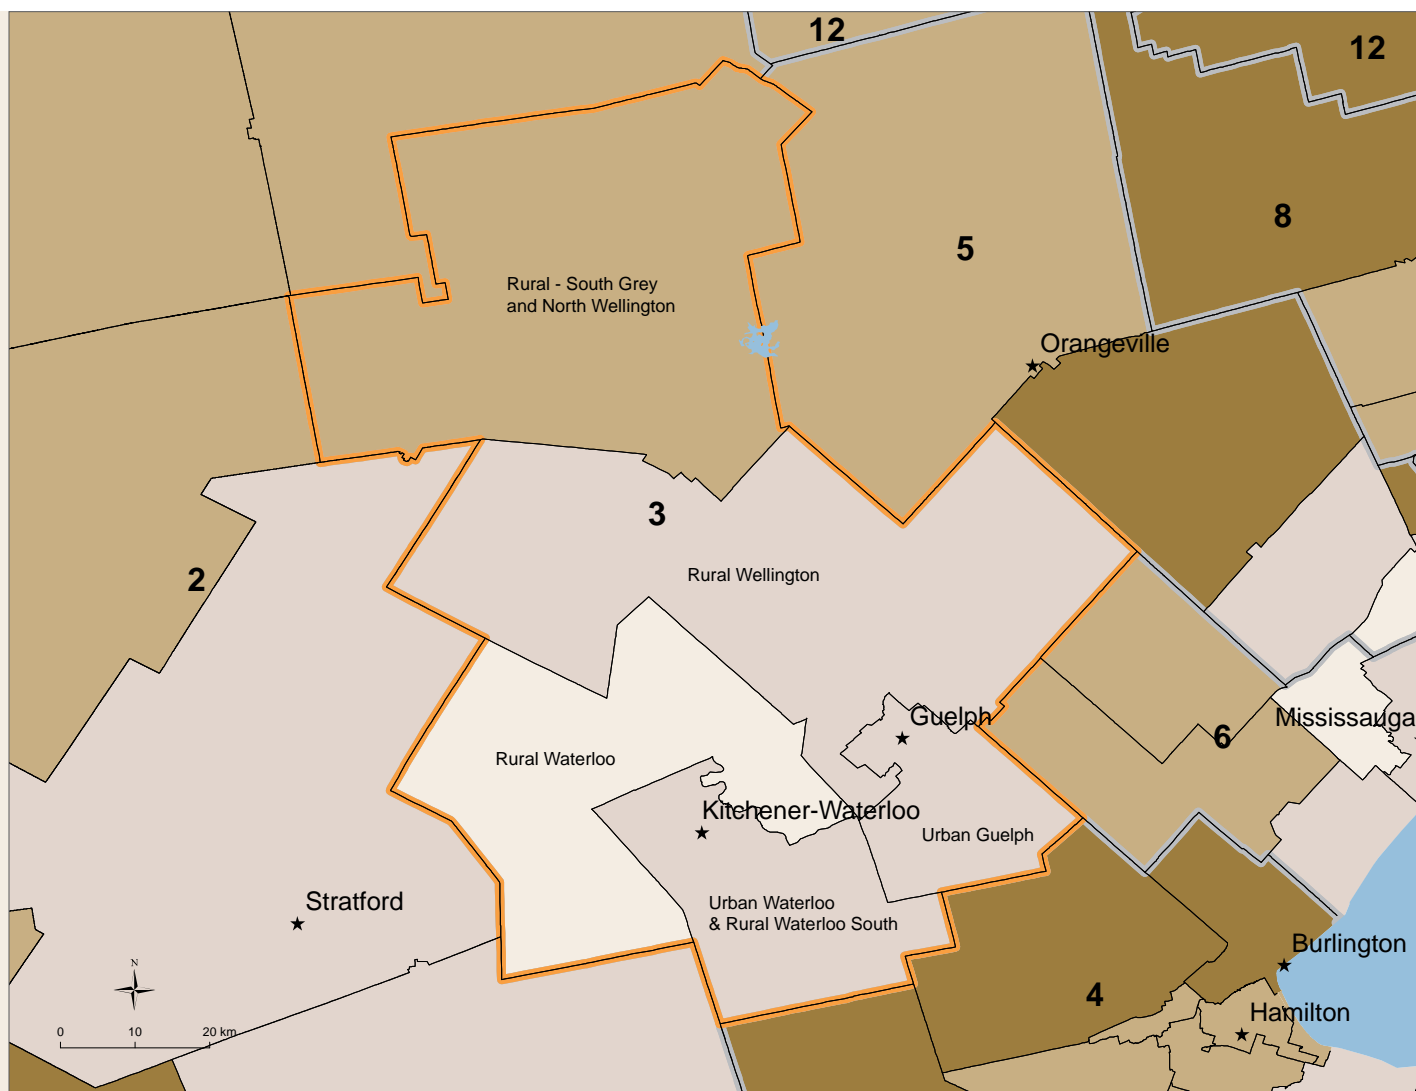 12
12
8
5
Rural - South Grey
and North Wellington
Orangeville
3
2
Rural Wellington
Guelph
Mississauga
6
Rural Waterloo
Kitchener-Waterloo
Urban Guelph
Stratford
Urban Waterloo
& Rural Waterloo South
Burlington
N
4
Hamilton
0 10 20 km